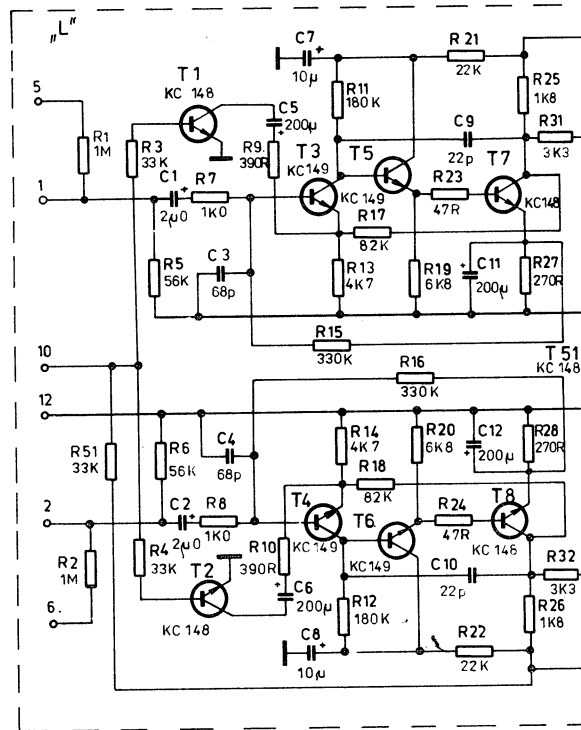 "L"
C7
10µ
R 21
22K
T1
KC 148
R11
180K
R25
1K8
5
C5
200µ
R1
1M
R3
33K
R9.
390R
C9
22p
R31
3K3
T3
KC149
T5
KC 149
T7
KC148
C1
2µ0
R7
1K0
R23
47R
1
R17
82K
R5
56K
C3
68p
R13
4K7
R19
6K8
C11
200µ
R27
270R
R15
330K
10
R16
330K
T51
KC 148
12
R51
33K
R6
56K
C4
68p
R14
4K7
R20
6K8
C12
200µ
R28
270R
R18
82K
2
C2
2µ0
R8
1K0
T4
KC149
T6
KC149
R24
47R
T8
KC 148
R2
1M
R4
33K
R10
390R
C10
22p
R32
3K3
T2
KC 148
C6
200µ
R12
180K
R26
1K8
6.
C8
10µ
R22
22K